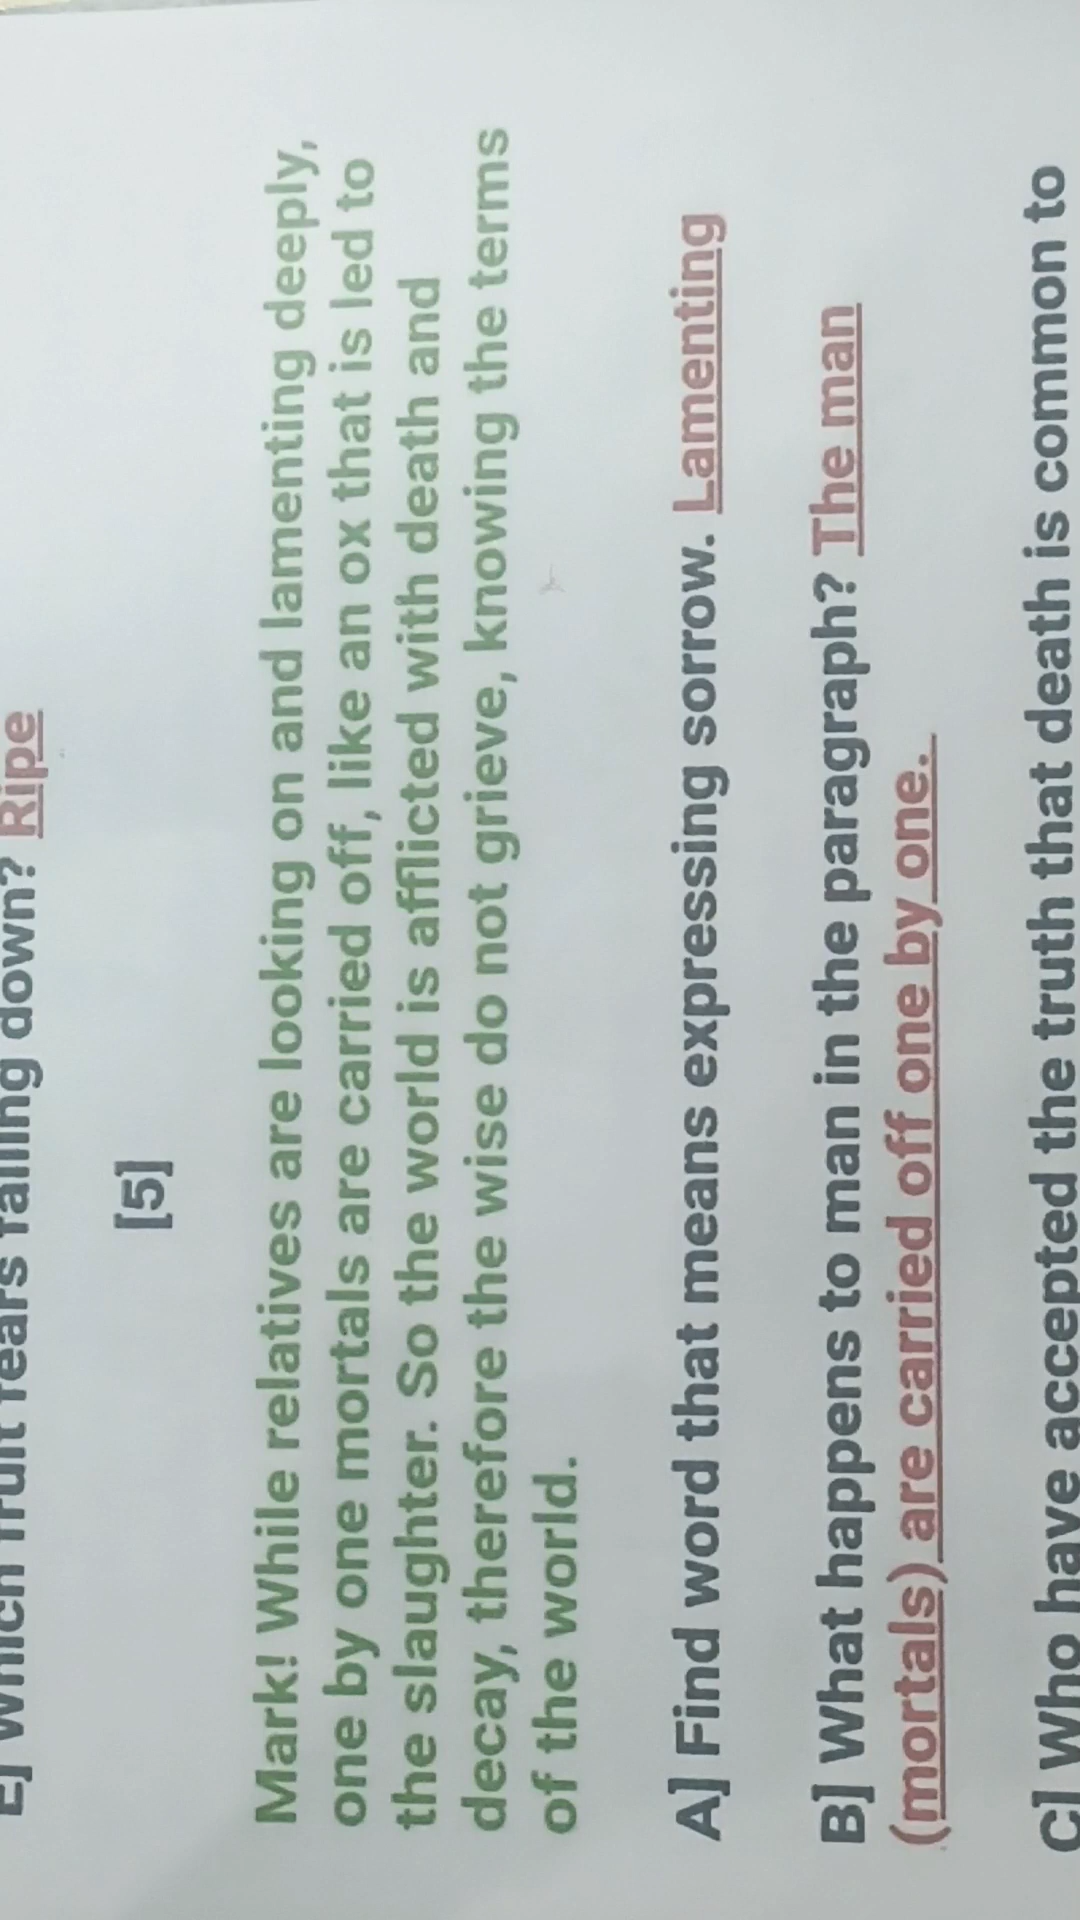 E] Which fruit fears falling down? Ripe
[5]
Mark! While relatives are looking on and lamenting deeply,
one by one mortals are carried off, like an ox that is led to
the slaughter. So the world is afflicted with death and
decay, therefore the wise do not grieve, knowing the terms
of the world.
A] Find word that means expressing sorrow. Lamenting
B] What happens to man in the paragraph? The man
(mortals) are carried off one by one.
C] Who have accepted the truth that death is common to